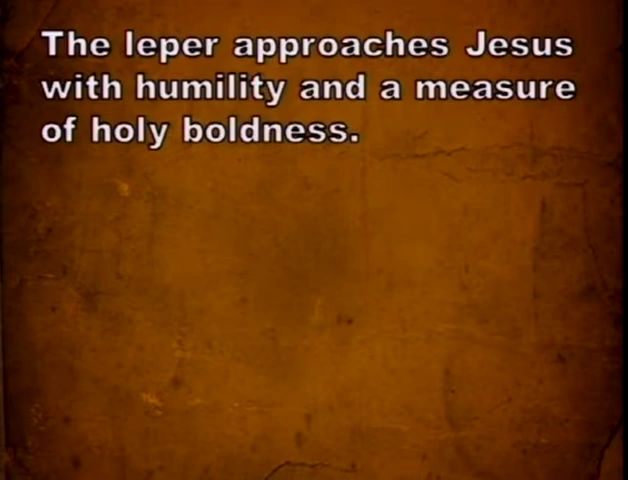 The leper approaches Jesus
with humility and a measure
of holy boldness.